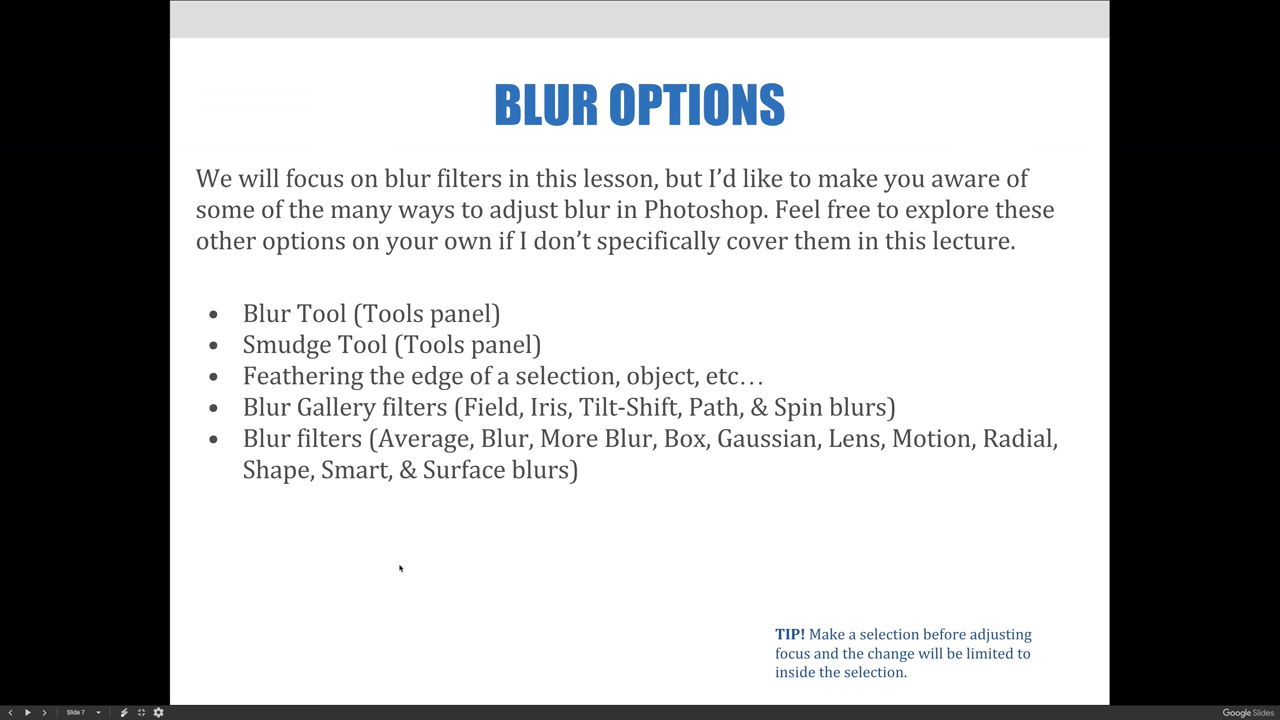 BLUR OPTIONS
We will focus on blur filters in this lesson, but I’d like to make you aware of
some of the many ways to adjust blur in Photoshop. Feel free to explore these
other options on your own if I don’t specifically cover them in this lecture.
• Blur Tool (Tools panel)
• Smudge Tool (Tools panel)
• Feathering the edge of a selection, object, etc…
• Blur Gallery filters (Field, Iris, Tilt-Shift, Path, & Spin blurs)
• Blur filters (Average, Blur, More Blur, Box, Gaussian, Lens, Motion, Radial,
Shape, Smart, & Surface blurs)
TIP! Make a selection before adjusting
focus and the change will be limited to
inside the selection.
Slide 7
Google Slides